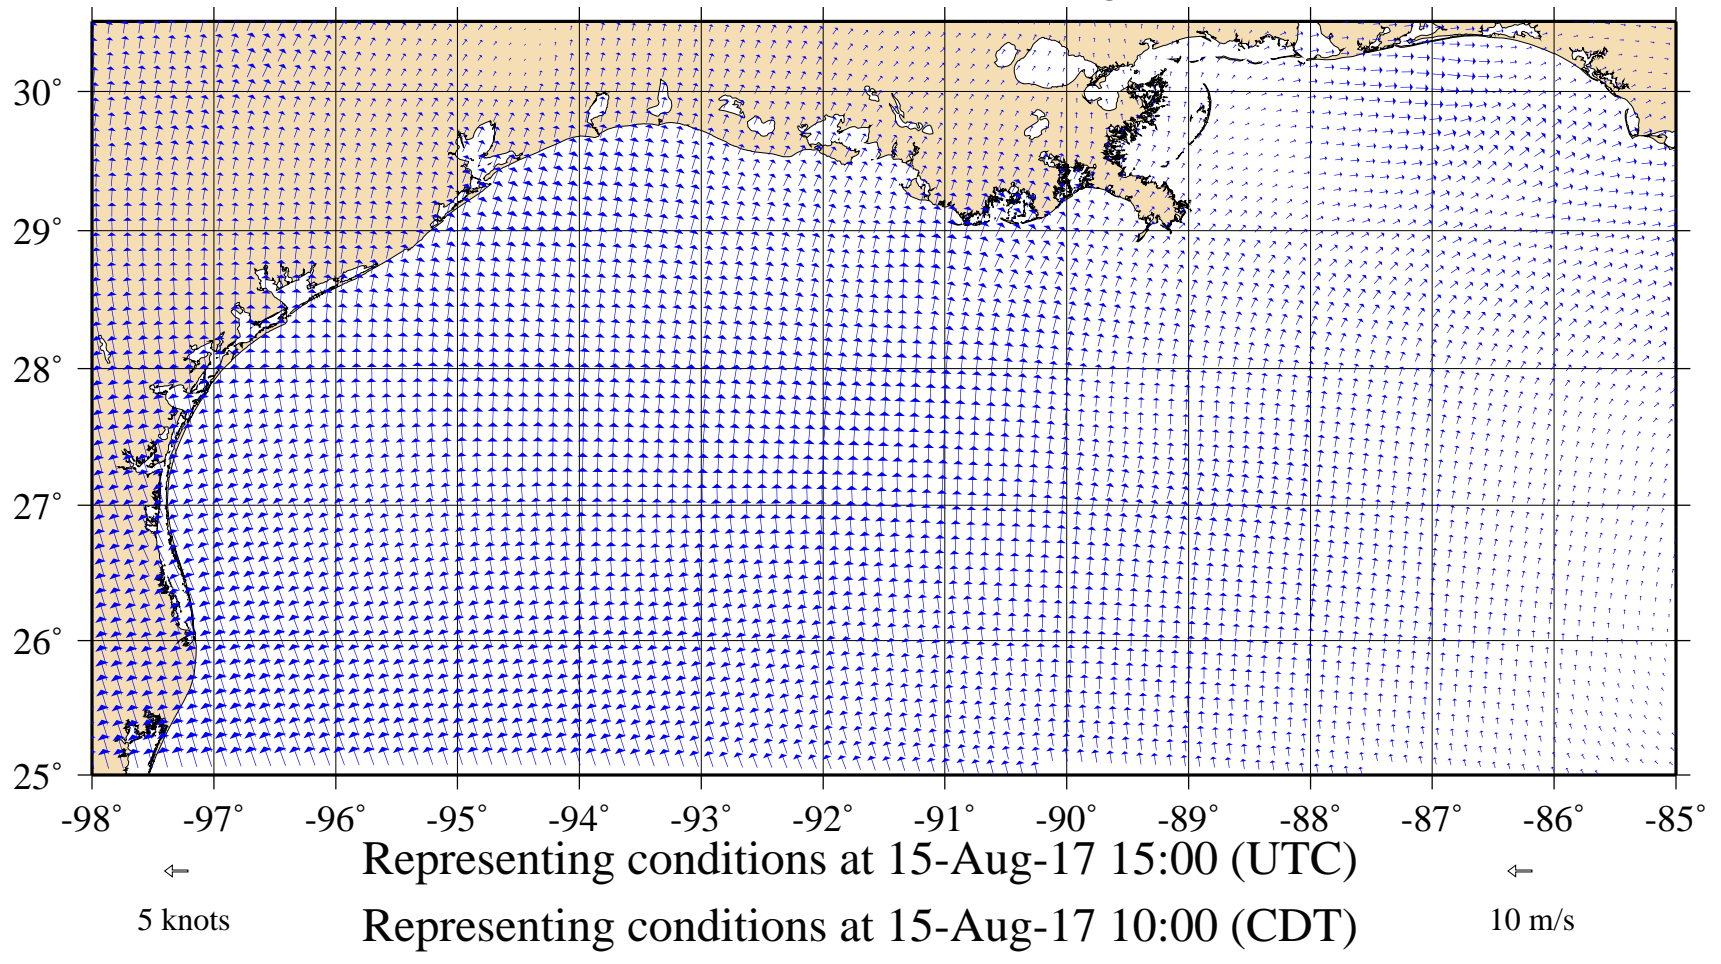 30°
29°
28°
27°
26°
25°
-98° -97° -96° -95° -94° -93° -92° -91° -90° -89° -88° -87° -86° -85°
Representing conditions at 15-Aug-17 15:00 (UTC)
5 knots
10 m/s
Representing conditions at 15-Aug-17 10:00 (CDT)